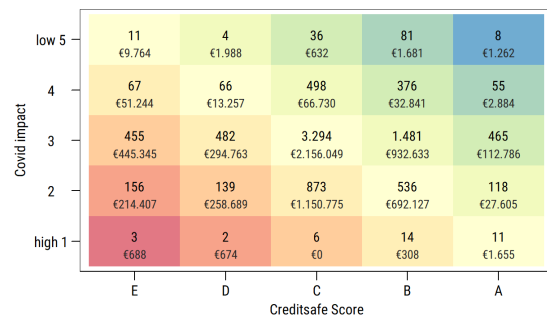 low 5
11 4 36 81 8
€9.764 €1.988 €632 €1.681 €1.262
4
67 66 498 376 55
€51.244 €13.257 €66.730 €32.841 €2.884
3
455 482 3.294 1.481 465
€445.345 €294.763 €2.156.049 €932.633 €112.786
2
156 139 873 536 118
€214.407 €258.689 €1.150.775 €692.127 €27.605
high 1
3 2 6 14 11
€688 €674 €0 €308 €1.655
E D C B A
Creditsafe Score
Covid impact